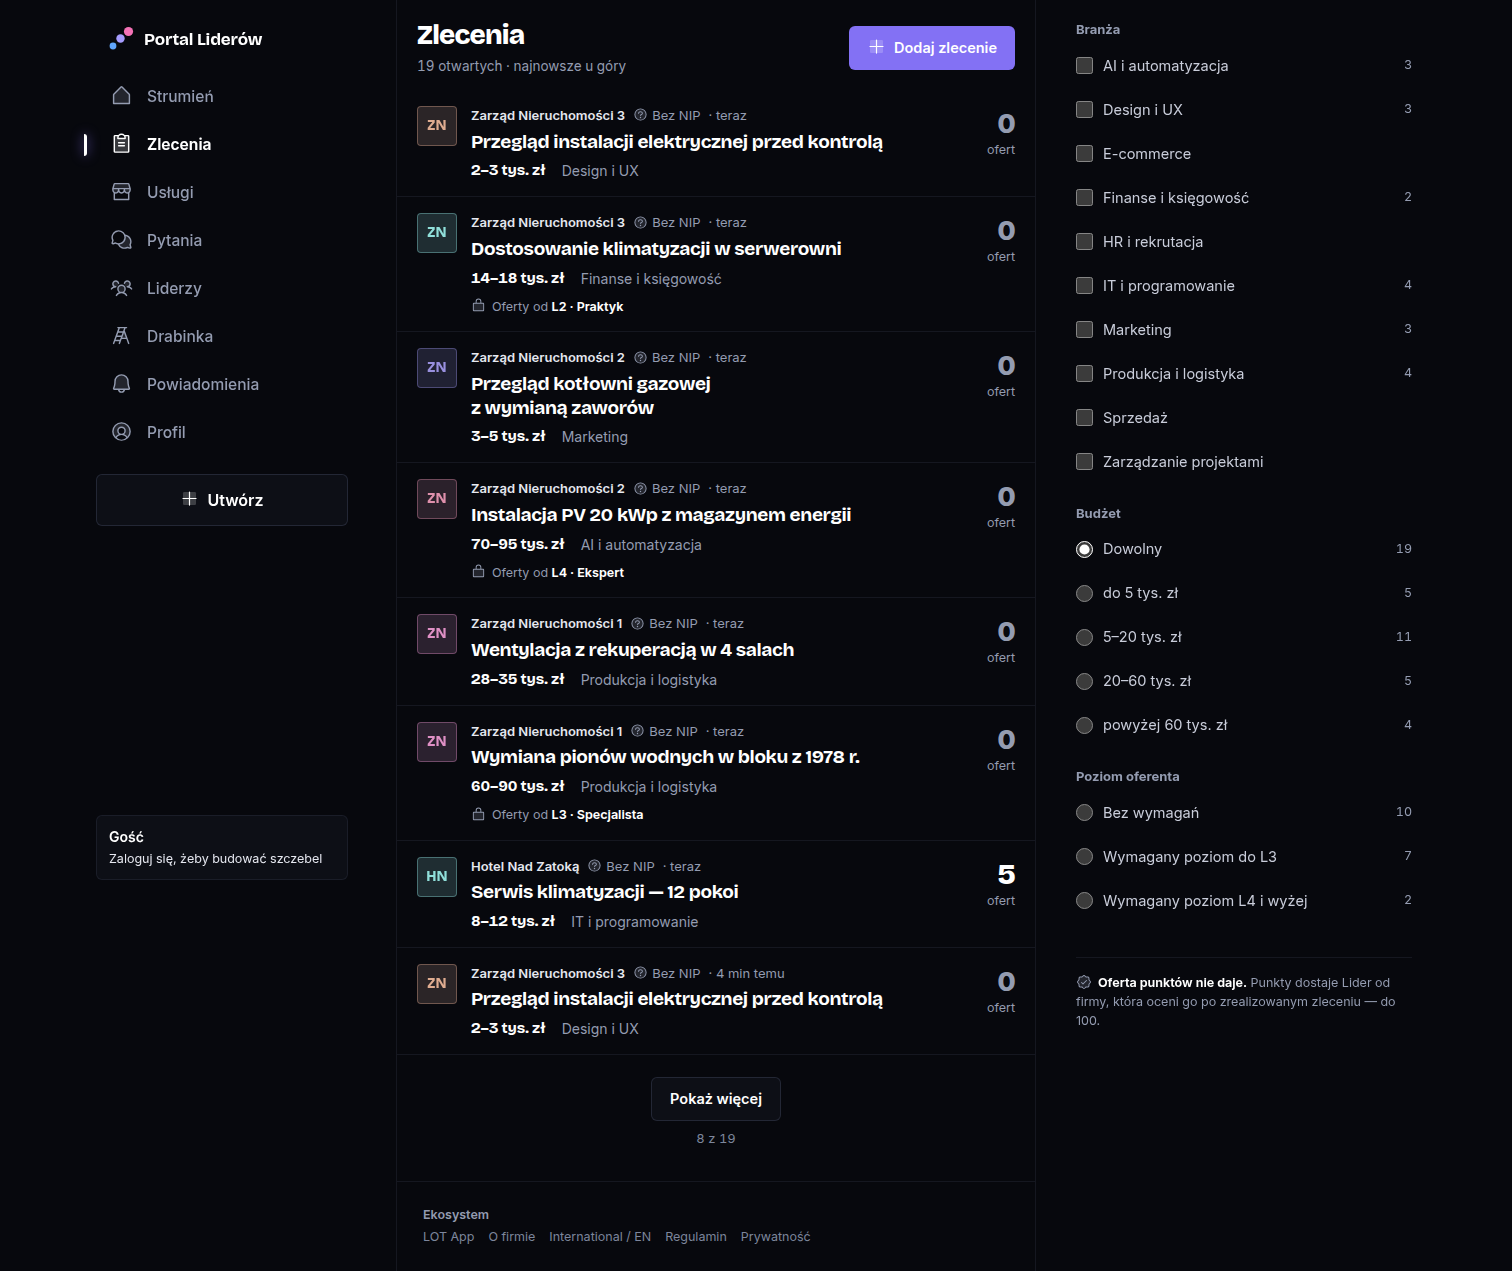 Portal Liderów
Strumień
Zlecenia
Usługi
Pytania
Liderzy
Drabinka
Powiadomienia
Profil
Utwórz
Gość
Zaloguj się, żeby budować szczebel
Zlecenia
19 otwartych · najnowsze u góry
Dodaj zlecenie
ZN
Zarząd Nieruchomości 3 Bez NIP · teraz
Przegląd instalacji elektrycznej przed kontrolą
2–3 tys. zł Design i UX
0
ofert
ZN
Zarząd Nieruchomości 3 Bez NIP · teraz
Dostosowanie klimatyzacji w serwerowni
14–18 tys. zł Finanse i księgowość
Oferty od L2 · Praktyk
0
ofert
ZN
Zarząd Nieruchomości 2 Bez NIP · teraz
Przegląd kotłowni gazowej
z wymianą zaworów
3–5 tys. zł Marketing
0
ofert
ZN
Zarząd Nieruchomości 2 Bez NIP · teraz
Instalacja PV 20 kWp z magazynem energii
70–95 tys. zł AI i automatyzacja
Oferty od L4 · Ekspert
0
ofert
ZN
Zarząd Nieruchomości 1 Bez NIP · teraz
Wentylacja z rekuperacją w 4 salach
28–35 tys. zł Produkcja i logistyka
0
ofert
ZN
Zarząd Nieruchomości 1 Bez NIP · teraz
Wymiana pionów wodnych w bloku z 1978 r.
60–90 tys. zł Produkcja i logistyka
Oferty od L3 · Specjalista
0
ofert
HN
Hotel Nad Zatoką Bez NIP · teraz
Serwis klimatyzacji — 12 pokoi
8–12 tys. zł IT i programowanie
5
ofert
ZN
Zarząd Nieruchomości 3 Bez NIP · 4 min temu
Przegląd instalacji elektrycznej przed kontrolą
2–3 tys. zł Design i UX
0
ofert
Pokaż więcej
8 z 19
Ekosystem
LOT App O firmie International / EN Regulamin Prywatność
Branża
AI i automatyzacja 3
Design i UX 3
E-commerce
Finanse i księgowość 2
HR i rekrutacja
IT i programowanie 4
Marketing 3
Produkcja i logistyka 4
Sprzedaż
Zarządzanie projektami
Budżet
Dowolny 19
do 5 tys. zł 5
5–20 tys. zł 11
20–60 tys. zł 5
powyżej 60 tys. zł 4
Poziom oferenta
Bez wymagań 10
Wymagany poziom do L3 7
Wymagany poziom L4 i wyżej 2
Oferta punktów nie daje. Punkty dostaje Lider od
firmy, która oceni go po zrealizowanym zleceniu — do
100.